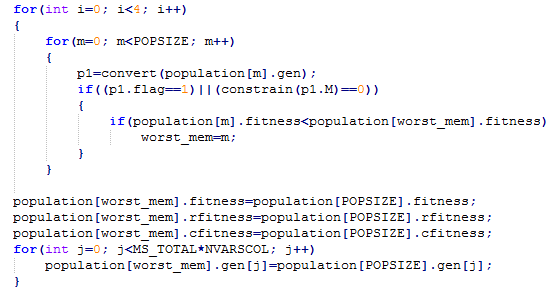 for(int i=0; i<4; i++)
{
for(m=0; m<POPSIZE; m++)
{
p1=convert(population[m].gen);
if((p1.flag==1)||(constrain(p1.M)==0))
{
if(population[m].fitness<population[worst_mem].fitness)
worst_mem=m;
}
}
population[worst_mem].fitness=population[POPSIZE].fitness;
population[worst_mem].rfitness=population[POPSIZE].rfitness;
population[worst_mem].cfitness=population[POPSIZE].cfitness;
for(int j=0; j<MS_TOTAL*NVARSCOL; j++)
population[worst_mem].gen[j]=population[POPSIZE].gen[j];
}